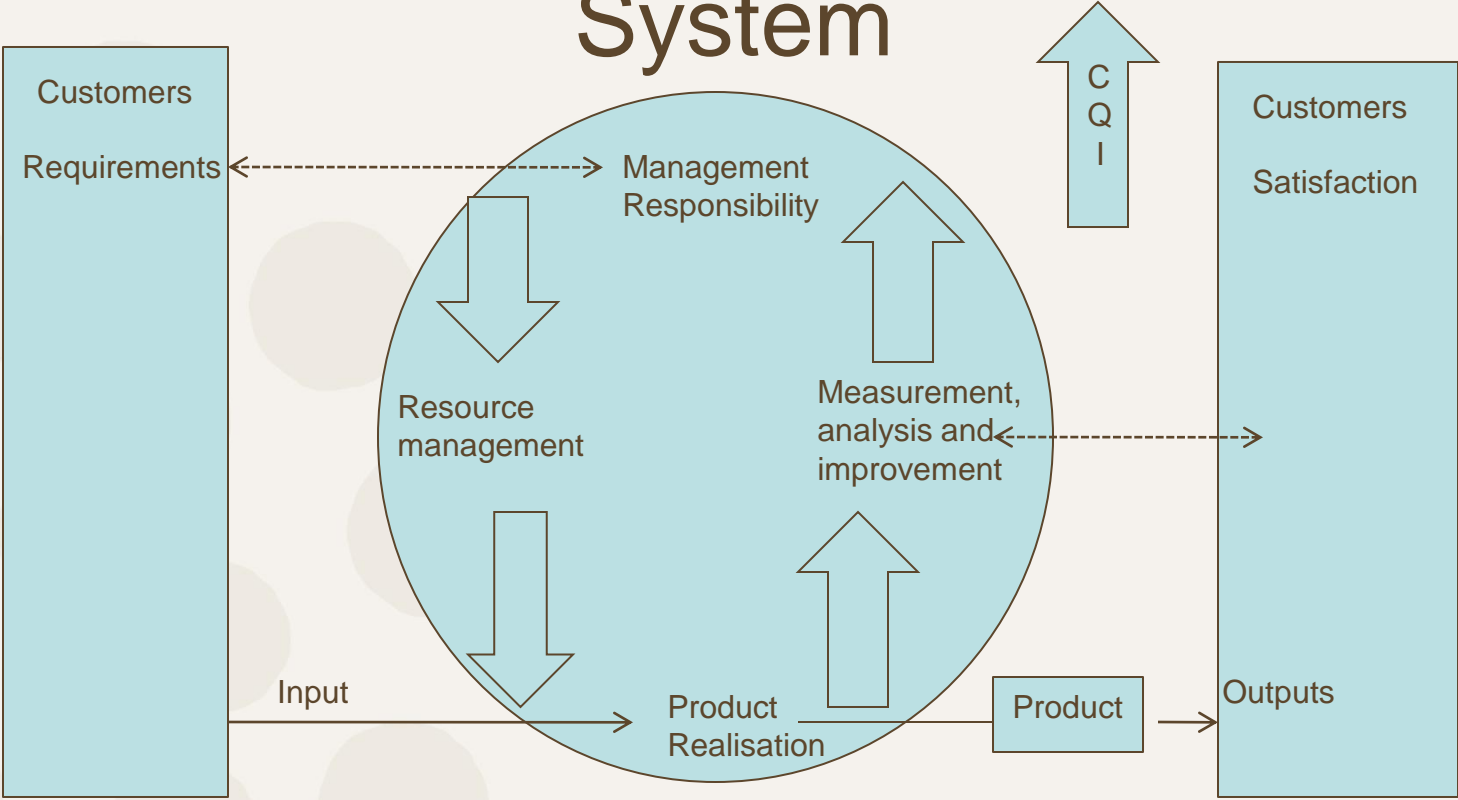 System
Customers
Requirements
Management
Responsibility
C
Q
I
Customers
Satisfaction
Resource
management
Measurement,
analysis and
improvement
Input
Product
Realisation
Product
Outputs